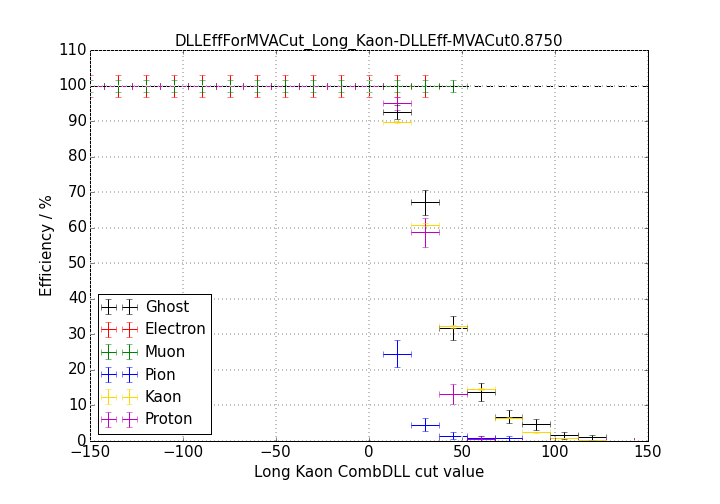 DLLEffForMVACut_Long_Kaon-DLLEff-MVACut0.8750
110
100
90
80
70
60
50
40
30
20
10
0
Efficiency / %
Ghost
Electron
Muon
Pion
Kaon
Proton
−150
−100
−50
0
50
100
150
Long Kaon CombDLL cut value